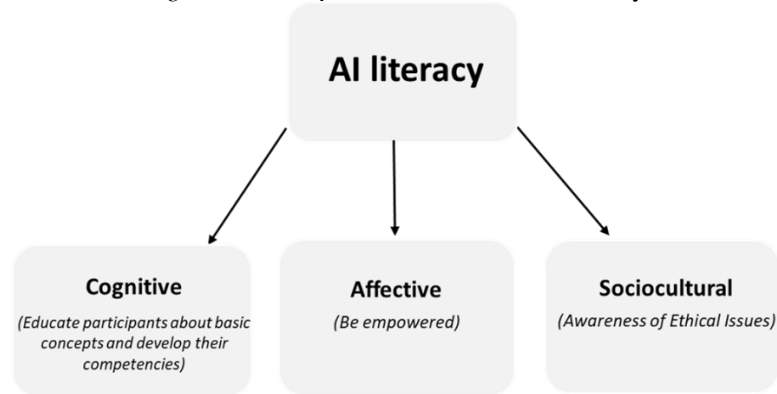 AI literacy
Cognitive
(Educate participants about basic
concepts and develop their
competencies)
Affective
(Be empowered)
Sociocultural
(Awareness of Ethical Issues)